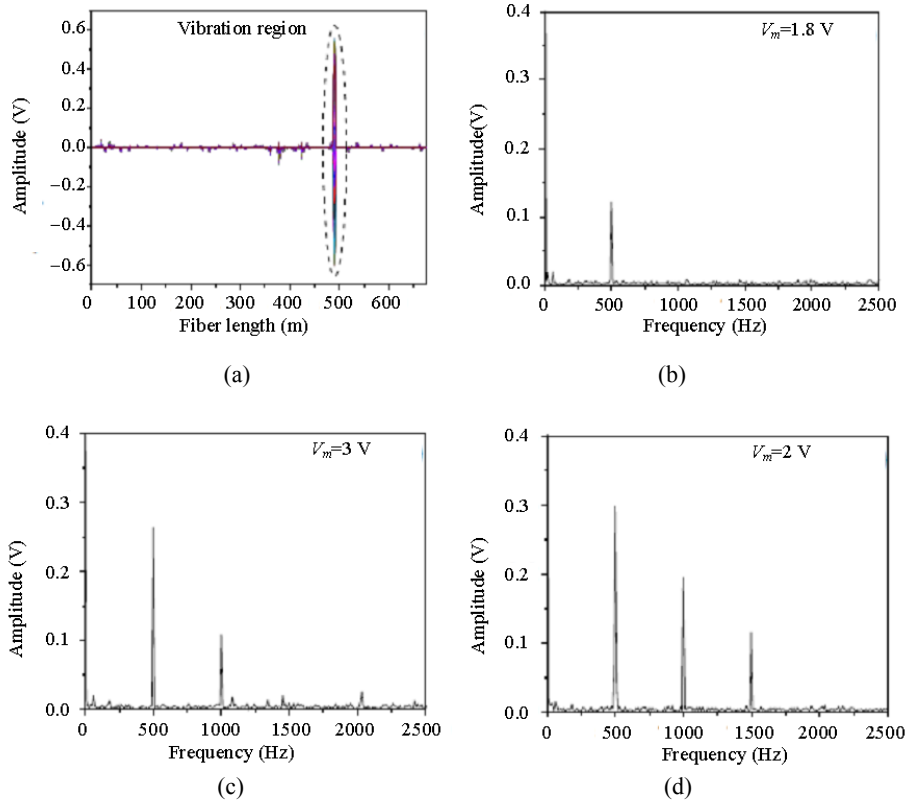 0.6
0.4
0.2
0.0
−0.2
−0.4
−0.6
Amplitude (V)
Vibration region
0 100 200 300 400 500 600
Fiber length (m)
(a)
0.4
0.3
0.2
0.1
0.0
Amplitude(V)
Vm=1.8 V
0 500 1000 1500 2000 2500
Frequency (Hz)
(b)
0.4
0.3
0.2
0.1
0.0
Amplitude (V)
Vm=3 V
0 500 1000 1500 2000 2500
Frequency (Hz)
(c)
0.4
0.3
0.2
0.1
0.0
Amplitude (V)
Vm=2 V
0 500 1000 1500 2000 2500
Frequency (Hz)
(d)